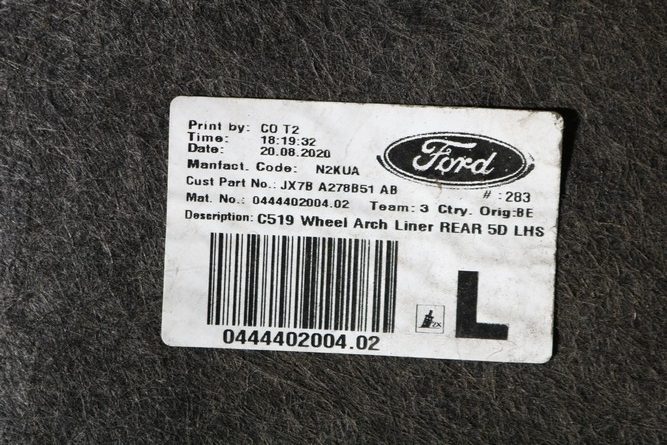 Print by: CO T2
Time: 18:19:32
Date: 20.08.2020
Ford
Manfact. Code: N2KUA
Cust Part No.: JX7B A278B51 AB
#: 283
Mat. No.: 0444402004.02 Team: 3 Ctry. Orig:BE
Description: C519 Wheel Arch Liner REAR 5D LHS
0444402004.02
L